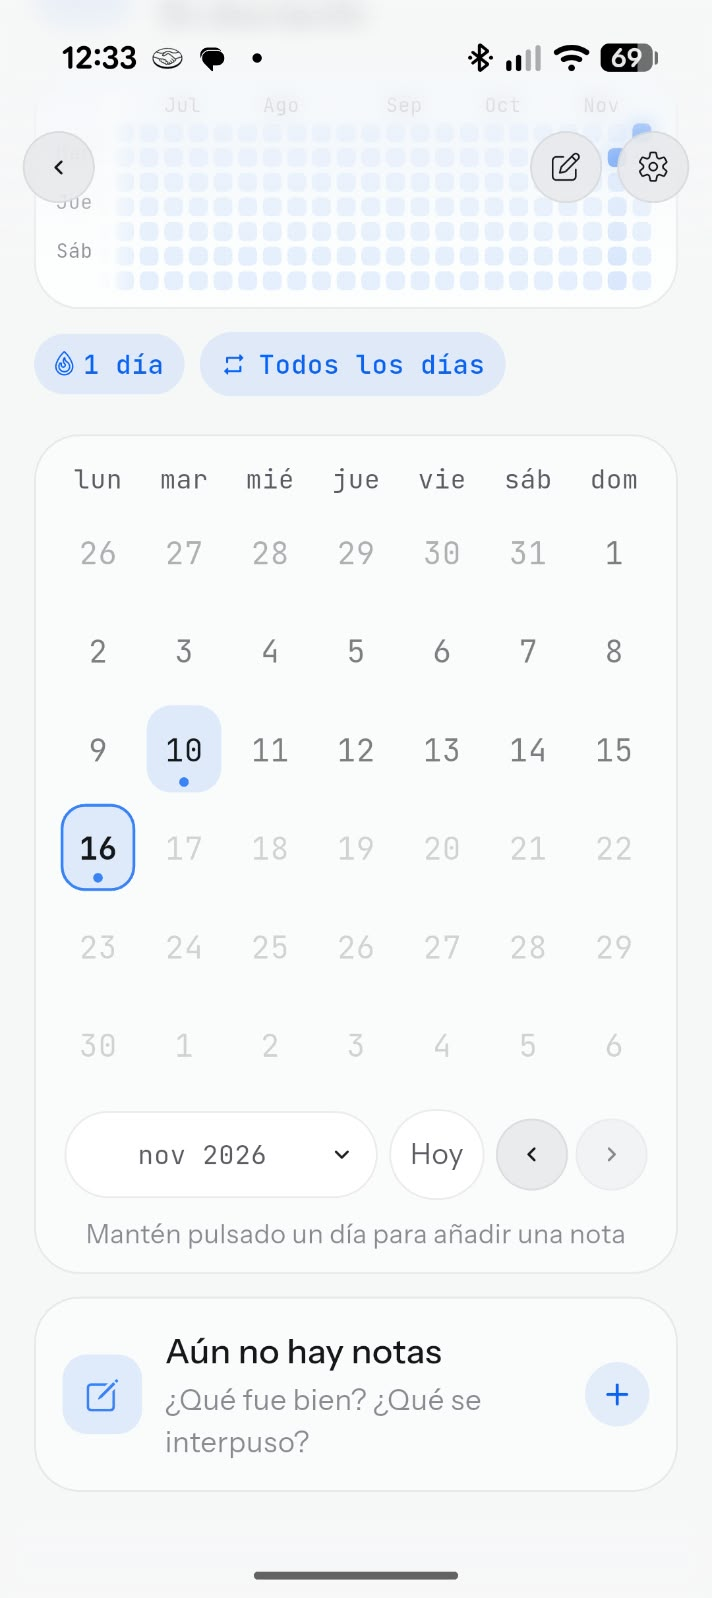 12:33
69
Jul Ago Sep Oct Nov
Jue
Sáb
1 día
Todos los días
lun mar mié jue vie sáb dom
26 27 28 29 30 31 1
2 3 4 5 6 7 8
9 10 11 12 13 14 15
16 17 18 19 20 21 22
23 24 25 26 27 28 29
30 1 2 3 4 5 6
nov 2026 Hoy
Mantén pulsado un día para añadir una nota
Aún no hay notas
¿Qué fue bien? ¿Qué se
interpuso?